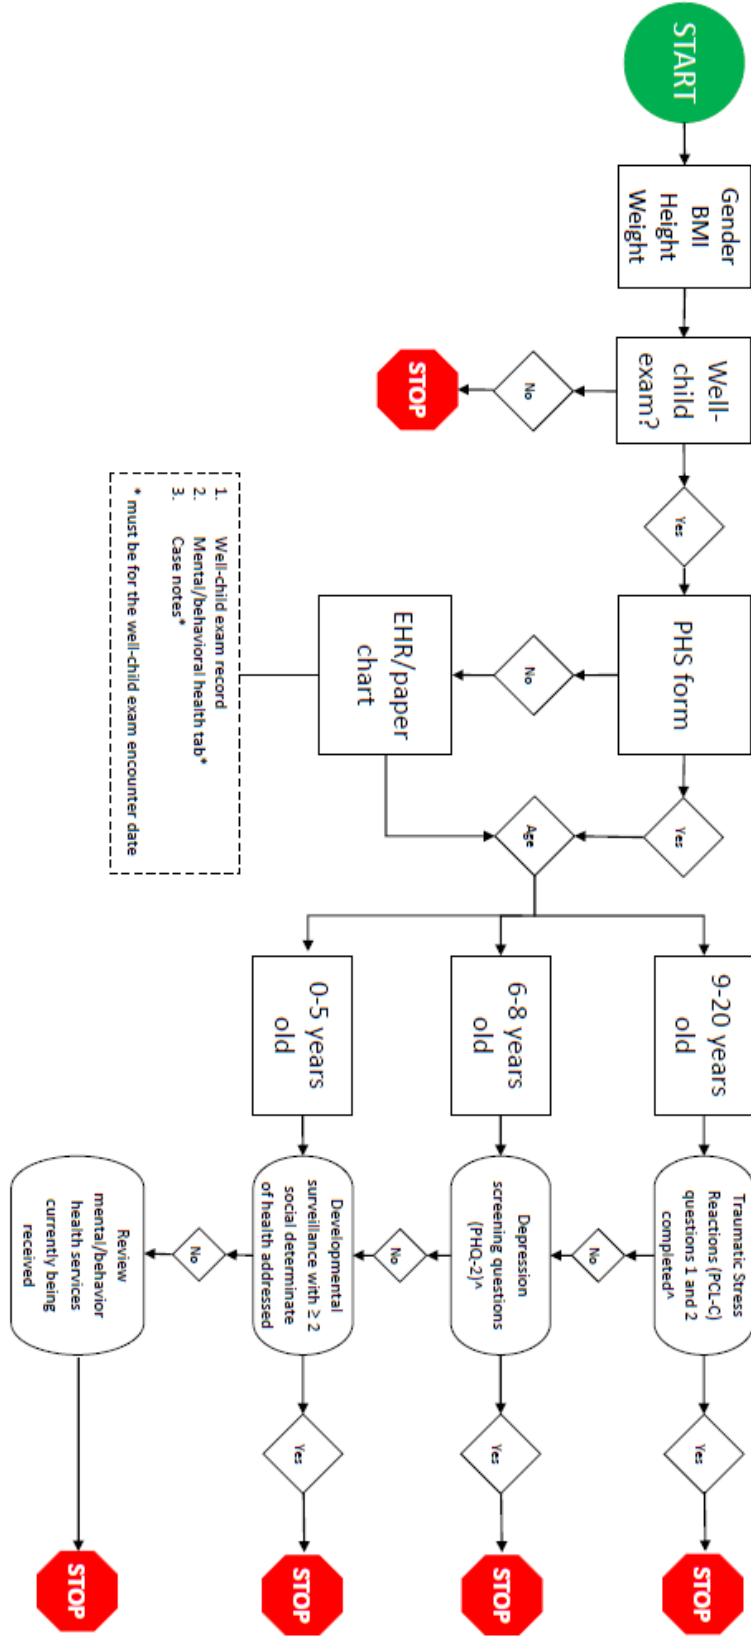 START
Gender
BMI
Height
Weight
Well-
child
exam?
No
STOP
Yes
PHS form
No
EHR/paper
chart
1. Well-child exam record
2. Mental/behavioral health tab*
3. Case notes*
* must be for the well-child exam encounter date
Yes
Age
9-20 years
old
Traumatic Stress
Reactions (PCL-C)
questions 1 and 2
completed^
Yes
STOP
No
6-8 years
old
Depression
screening questions
(PHQ-2)^
Yes
STOP
No
0-5 years
old
Developmental
surveillance with ≥ 2
social determinate
of health addressed
Yes
STOP
No
Review
mental/behavior
health services
currently being
received
STOP